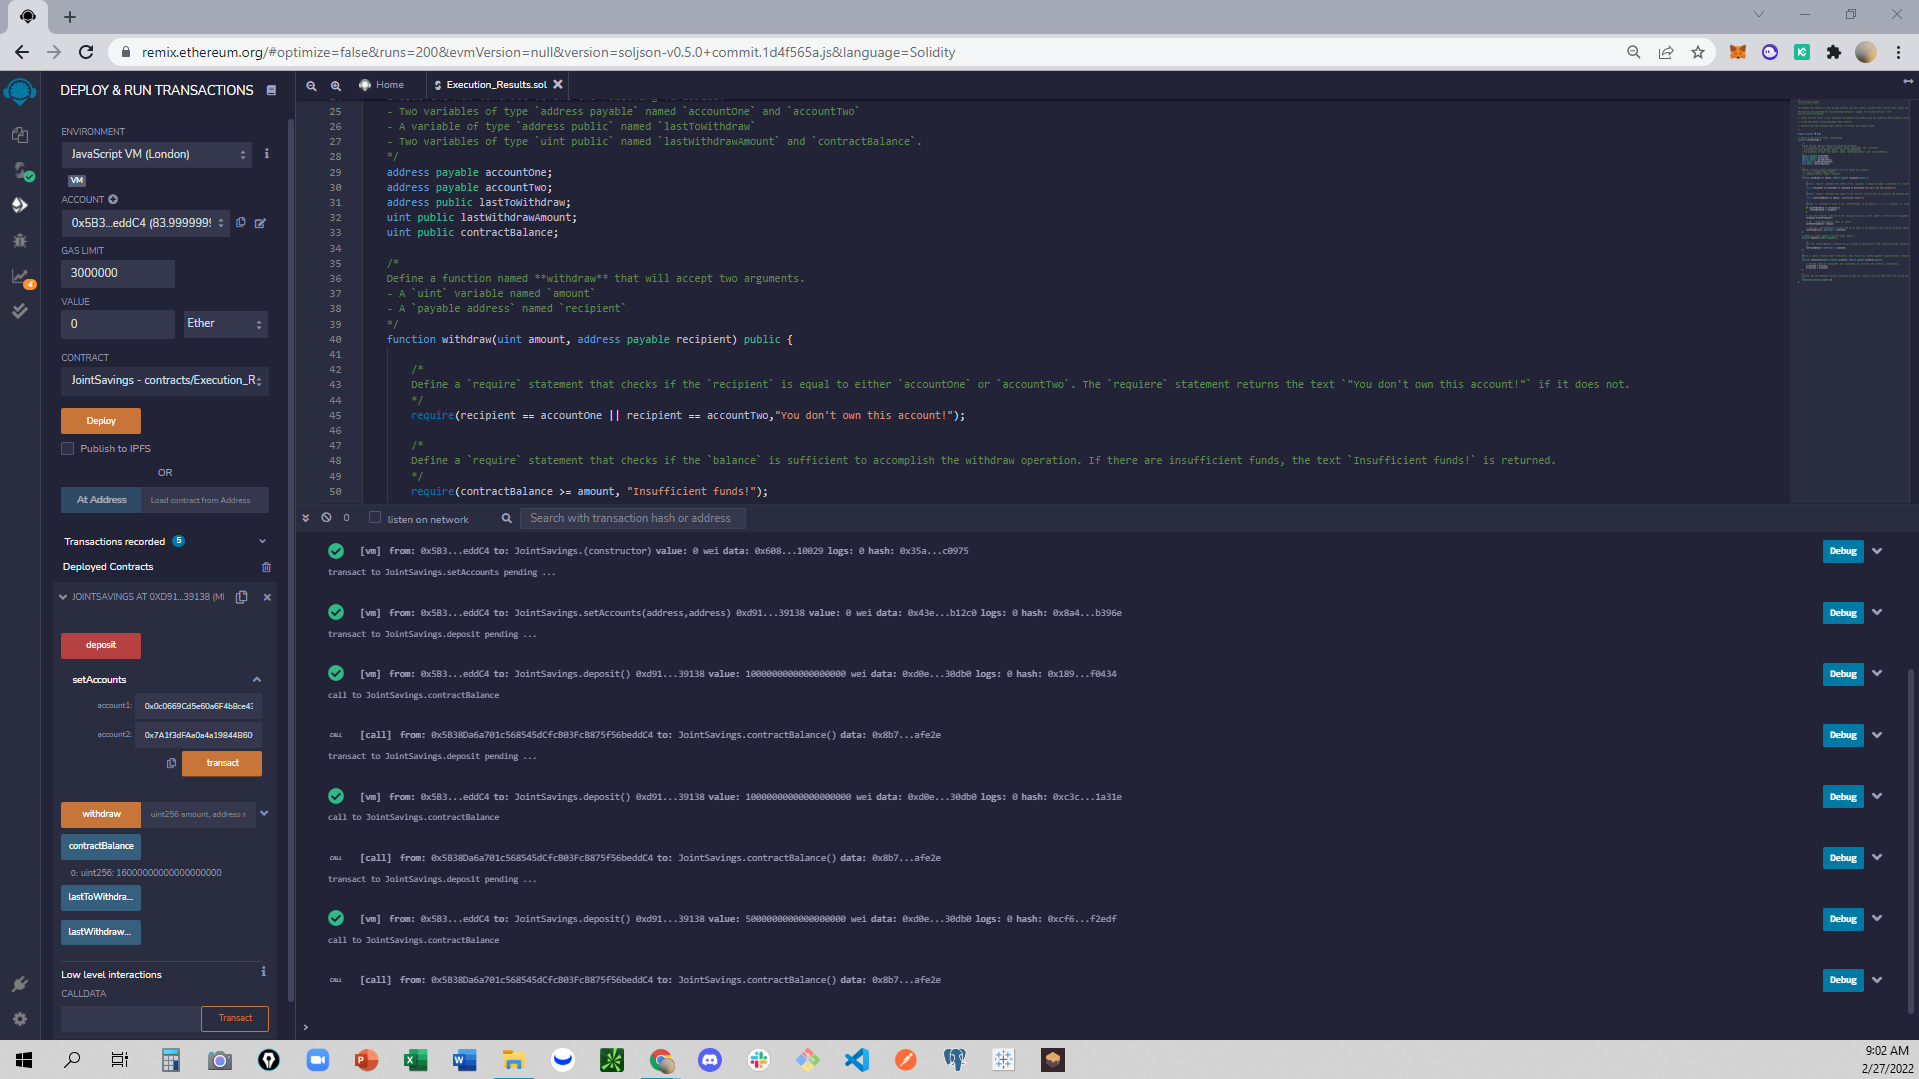 remix.ethereum.org/#optimize=false&runs=200&evmVersion=null&version=soljson-v0.5.0+commit.1d4f565a.js&language=Solidity
DEPLOY & RUN TRANSACTIONS
ENVIRONMENT
JavaScript VM (London)
VM
ACCOUNT
0x5B3...eddC4 (83.9999999
GAS LIMIT
3000000
VALUE
0
Ether
CONTRACT
JointSavings - contracts/Execution_R
Deploy
Publish to IPFS
OR
At Address
Load contract from Address
Transactions recorded 5
Deployed Contracts
JOINTSAVINGS AT 0XD91...39138 (M
deposit
setAccounts
account1: 0x0c0669Cd5e60a6F4b8ce43
account2: 0x7A1f3dFAa0a4a19844B60
transact
withdraw
uint256 amount, address r
contractBalance
0: uint256: 16000000000000000000
lastToWithdra...
lastWithdraw...
Low level interactions
CALLDATA
Transact
4
Home
Execution_Results.sol
25 - Two variables of type `address payable` named `accountOne` and `accountTwo`
26 - A variable of type `address public` named `lastToWithdraw`
27 - Two variables of type `uint public` named `lastWithdrawAmount` and `contractBalance`.
28 */
29 address payable accountOne;
30 address payable accountTwo;
31 address public lastToWithdraw;
32 uint public lastWithdrawAmount;
33 uint public contractBalance;
34
35 /*
36 Define a function named **withdraw** that will accept two arguments.
37 - A `uint` variable named `amount`
38 - A `payable address` named `recipient`
39 */
40 function withdraw(uint amount, address payable recipient) public {
41
42 /*
43 Define a `require` statement that checks if the `recipient` is equal to either `accountOne` or `accountTwo`. The `requiere` statement returns the text `"You don't own this account!"` if it does not.
44 */
45 require(recipient == accountOne || recipient == accountTwo,"You don't own this account!");
46
47 /*
48 Define a `require` statement that checks if the `balance` is sufficient to accomplish the withdraw operation. If there are insufficient funds, the text `Insufficient funds!` is returned.
49 */
50 require(contractBalance >= amount, "Insufficient funds!");
0
listen on network
Search with transaction hash or address
[vm] from: 0x5B3...eddC4 to: JointSavings.(constructor) value: 0 wei data: 0x608...10029 logs: 0 hash: 0x35a...c0975
Debug
transact to JointSavings.setAccounts pending ...
[vm] from: 0x5B3...eddC4 to: JointSavings.setAccounts(address,address) 0xd91...39138 value: 0 wei data: 0x43e...b12c0 logs: 0 hash: 0x8a4...b396e
Debug
transact to JointSavings.deposit pending ...
[vm] from: 0x5B3...eddC4 to: JointSavings.deposit() 0xd91...39138 value: 1000000000000000000 wei data: 0xd0e...30db0 logs: 0 hash: 0x189...f0434
Debug
call to JointSavings.contractBalance
CALL [call] from: 0x5B38Da6a701c568545dCfcB03FcB875f56beddC4 to: JointSavings.contractBalance() data: 0x8b7...afe2e
Debug
transact to JointSavings.deposit pending ...
[vm] from: 0x5B3...eddC4 to: JointSavings.deposit() 0xd91...39138 value: 10000000000000000000 wei data: 0xd0e...30db0 logs: 0 hash: 0xc3c...1a31e
Debug
call to JointSavings.contractBalance
CALL [call] from: 0x5B38Da6a701c568545dCfcB03FcB875f56beddC4 to: JointSavings.contractBalance() data: 0x8b7...afe2e
Debug
transact to JointSavings.deposit pending ...
[vm] from: 0x5B3...eddC4 to: JointSavings.deposit() 0xd91...39138 value: 5000000000000000000 wei data: 0xd0e...30db0 logs: 0 hash: 0xcf6...f2edf
Debug
call to JointSavings.contractBalance
CALL [call] from: 0x5B38Da6a701c568545dCfcB03FcB875f56beddC4 to: JointSavings.contractBalance() data: 0x8b7...afe2e
Debug
>
9:02 AM
2/27/2022